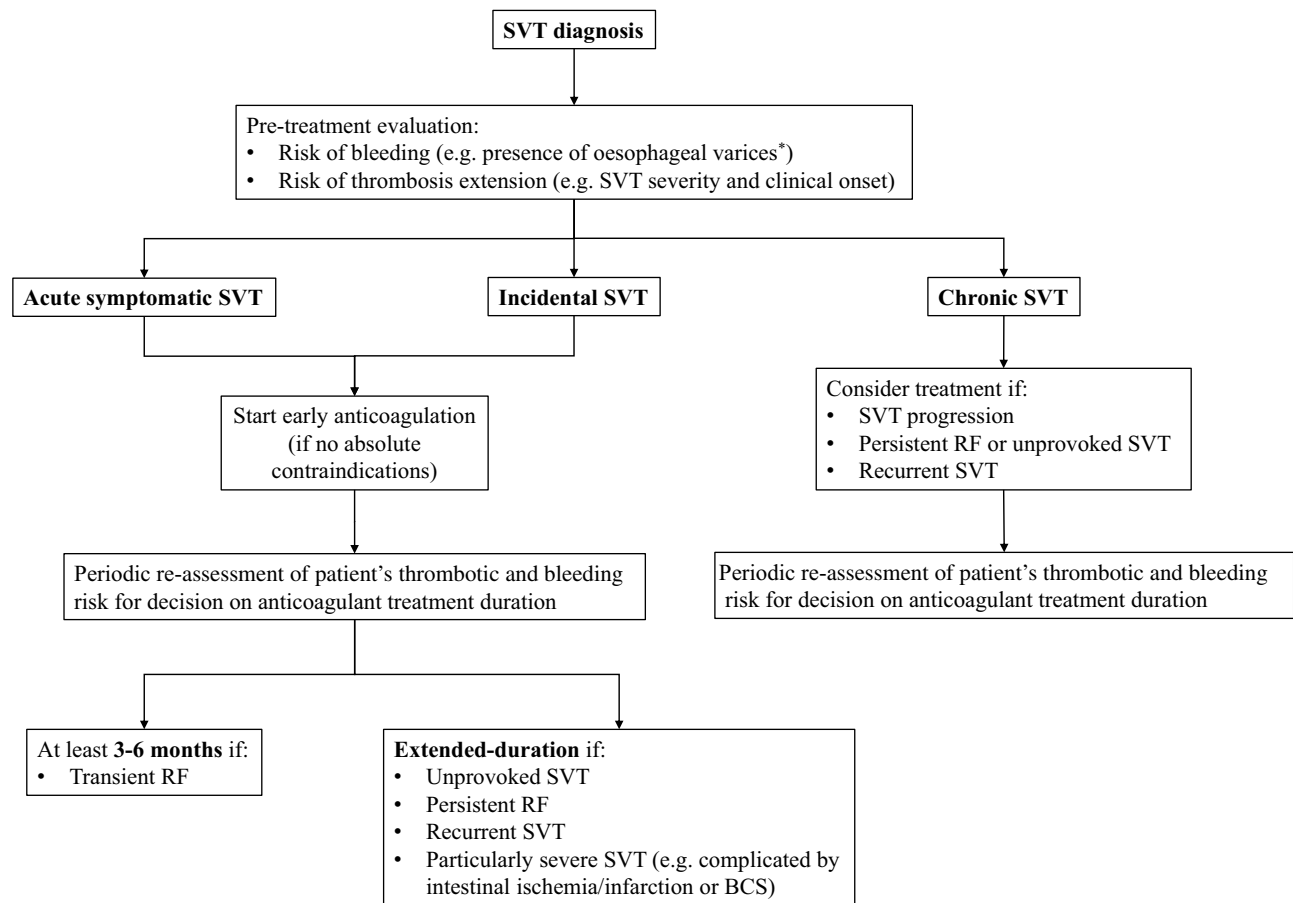 SVT diagnosis
Pre-treatment evaluation:
• Risk of bleeding (e.g. presence of oesophageal varices*)
• Risk of thrombosis extension (e.g. SVT severity and clinical onset)
Acute symptomatic SVT
Incidental SVT
Chronic SVT
Start early anticoagulation
(if no absolute
contraindications)
Consider treatment if:
• SVT progression
• Persistent RF or unprovoked SVT
• Recurrent SVT
Periodic re-assessment of patient’s thrombotic and bleeding
risk for decision on anticoagulant treatment duration
Periodic re-assessment of patient’s thrombotic and bleeding
risk for decision on anticoagulant treatment duration
At least 3-6 months if:
• Transient RF
Extended-duration if:
• Unprovoked SVT
• Persistent RF
• Recurrent SVT
• Particularly severe SVT (e.g. complicated by
intestinal ischemia/infarction or BCS)